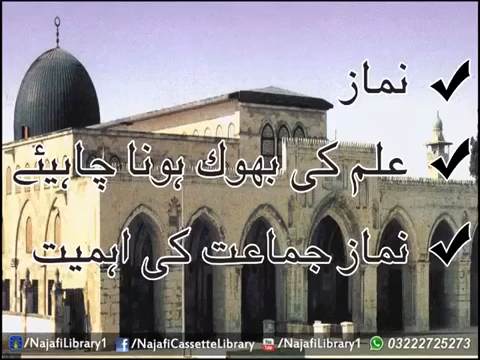 نماز
علم کی بھوک ہونا چاہیئے
نماز جماعت کی اہمیت
/NajafiLibrary1 /NajafiCassetteLibrary /NajafiLibrary1 03222725273